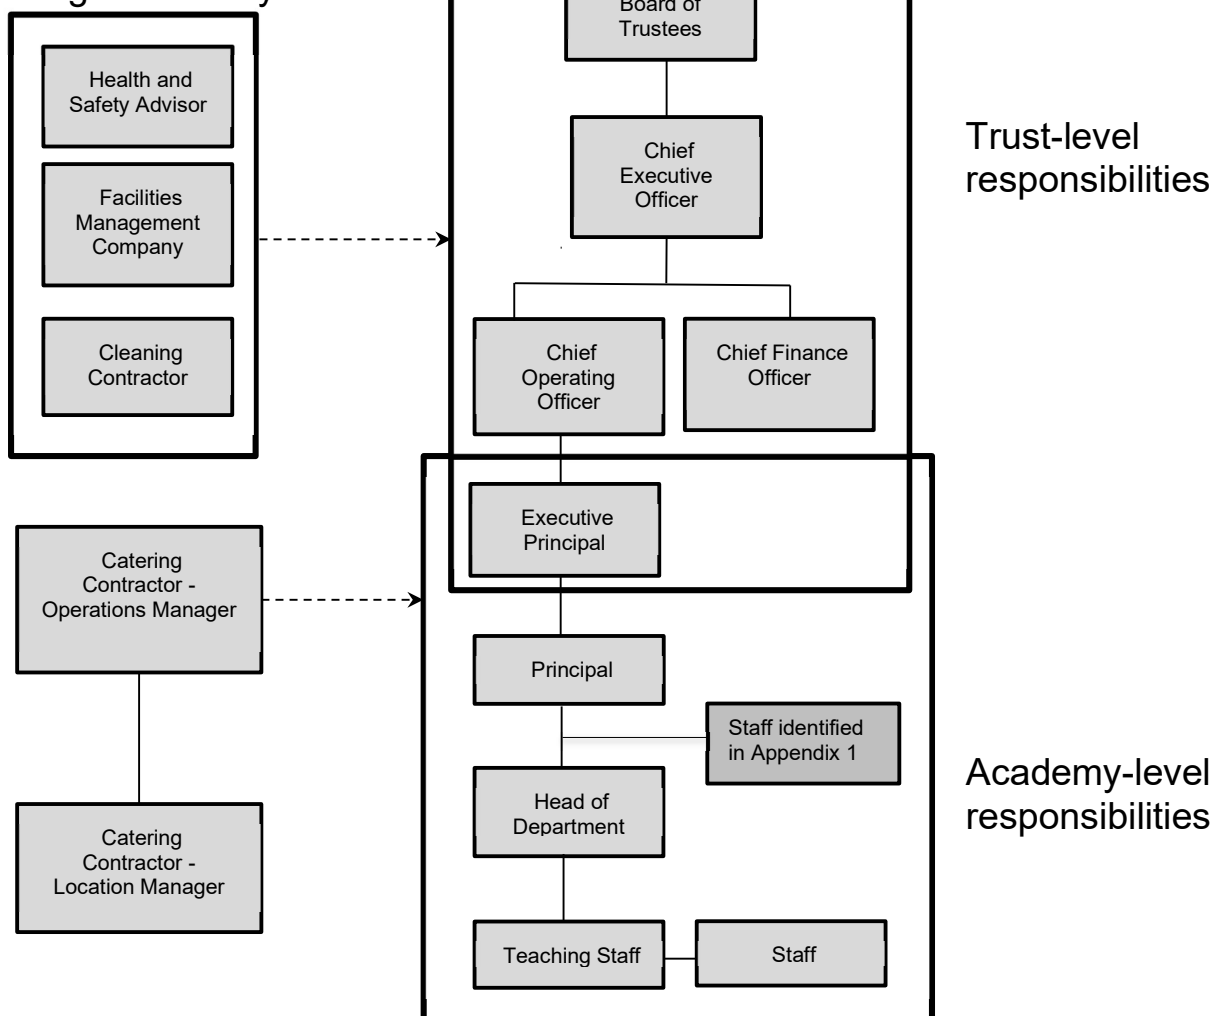 Board of
Trustees
Health and
Safety Advisor
Facilities
Management
Company
Cleaning
Contractor
Chief
Executive
Officer
Trust-level
responsibilities
Chief
Operating
Officer
Chief Finance
Officer
Executive
Principal
Catering
Contractor -
Operations Manager
Principal
Staff identified
in Appendix 1
Head of
Department
Academy-level
responsibilities
Catering
Contractor -
Location Manager
Teaching Staff
Staff